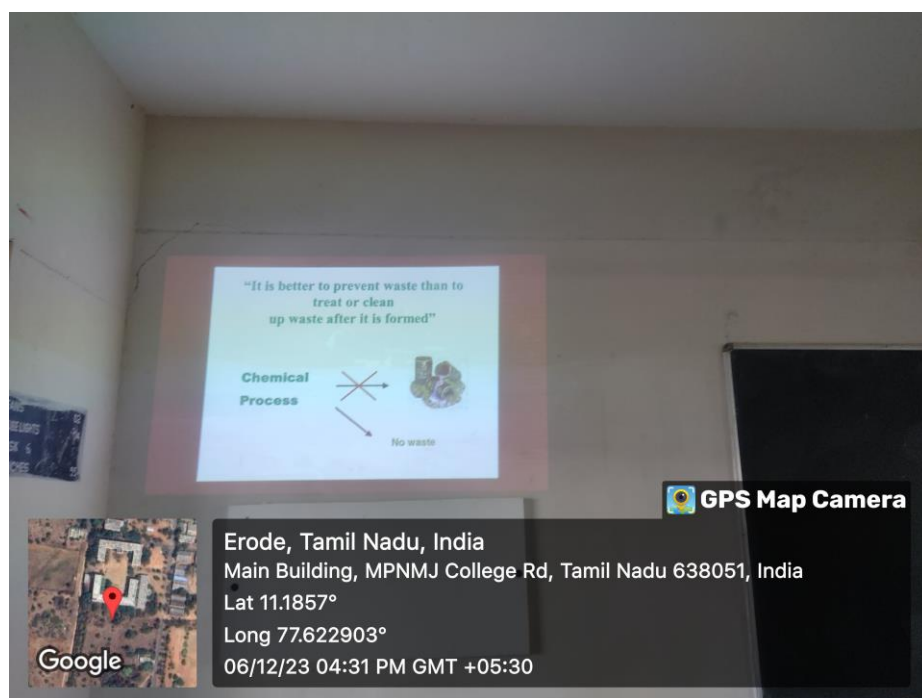 “It is better to prevent waste than to
treat or clean
up waste after it is formed”
Chemical
Process
No waste
GPS Map Camera
Erode, Tamil Nadu, India
Main Building, MPNMJ College Rd, Tamil Nadu 638051, India
Lat 11.1857°
Long 77.622903°
06/12/23 04:31 PM GMT +05:30
Google